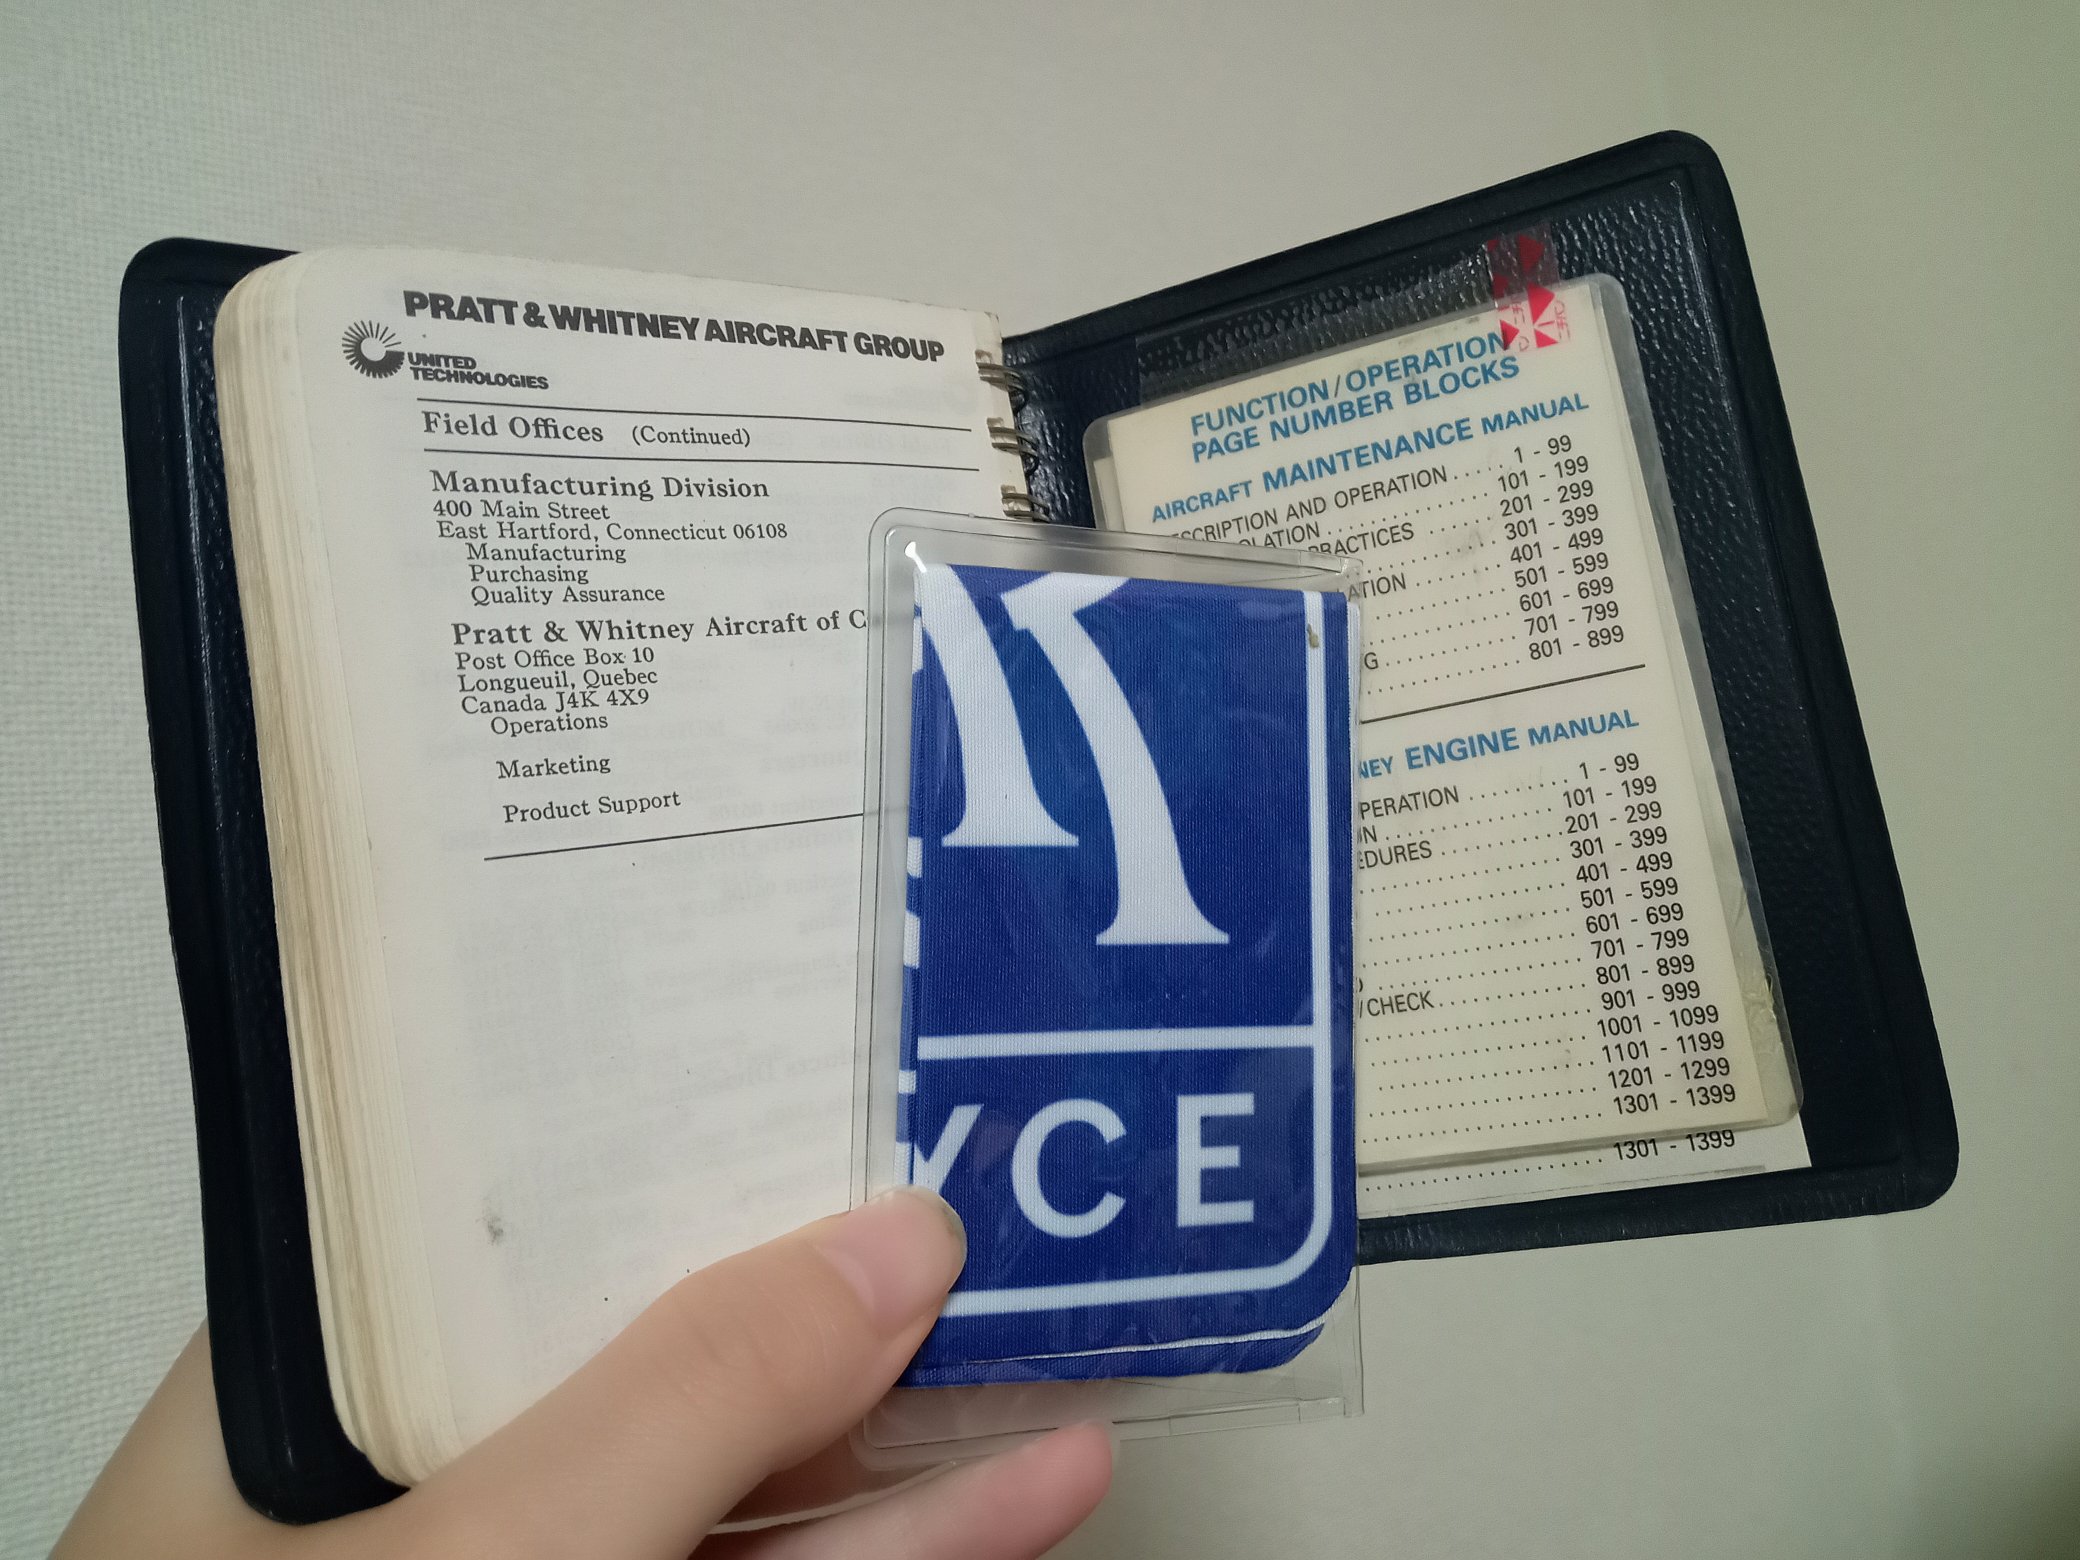 PRATT & WHITNEY AIRCRAFT GROUP
UNITED
TECHNOLOGIES
Field Offices (Continued)
Manufacturing Division
400 Main Street
East Hartford, Connecticut 06108
Manufacturing
Purchasing
Quality Assurance
Pratt & Whitney Aircraft of C
Post Office Box 10
Longueuil, Quebec
Canada J4K 4X9
Operations
Marketing
Product Support
YCE
FUNCTION/OPERATION
PAGE NUMBER BLOCKS
AIRCRAFT MAINTENANCE MANUAL
ESCRIPTION AND OPERATION ..... 1 - 99
OLATION ............... 101 - 199
PRACTICES ...... 201 - 299
301 - 399
ATION ........ 401 - 499
501 - 599
601 - 699
G ............ 701 - 799
801 - 899
NEY ENGINE MANUAL
PERATION ......... 1 - 99
N ............... 101 - 199
EDURES .......... 201 - 299
301 - 399
401 - 499
501 - 599
601 - 699
701 - 799
/CHECK ........... 801 - 899
901 - 999
1001 - 1099
1101 - 1199
1201 - 1299
1301 - 1399
1301 - 1399